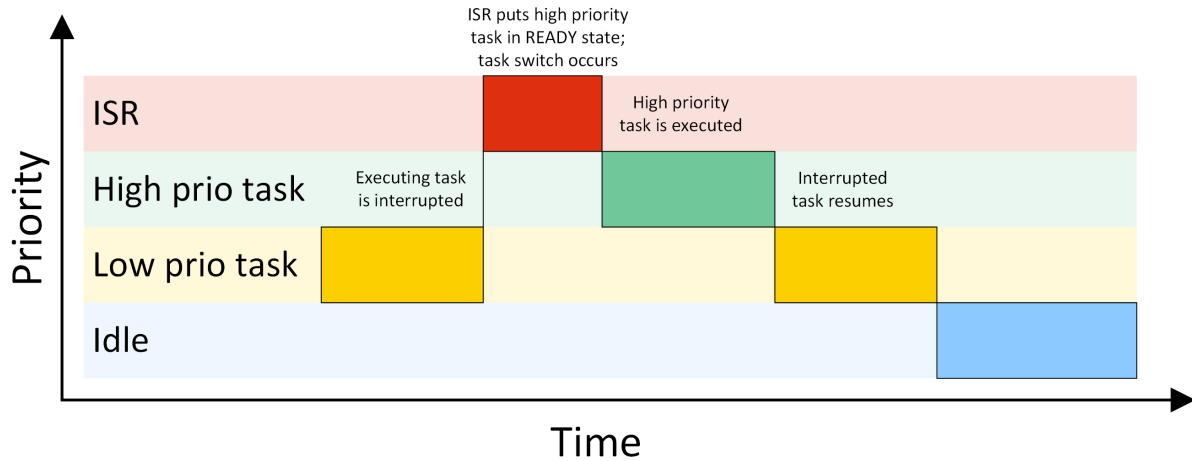 ISR puts high priority
task in READY state;
task switch occurs
ISR
High priority
task is executed
High prio task
Executing task
is interrupted
Interrupted
task resumes
Low prio task
Idle
Priority
Time